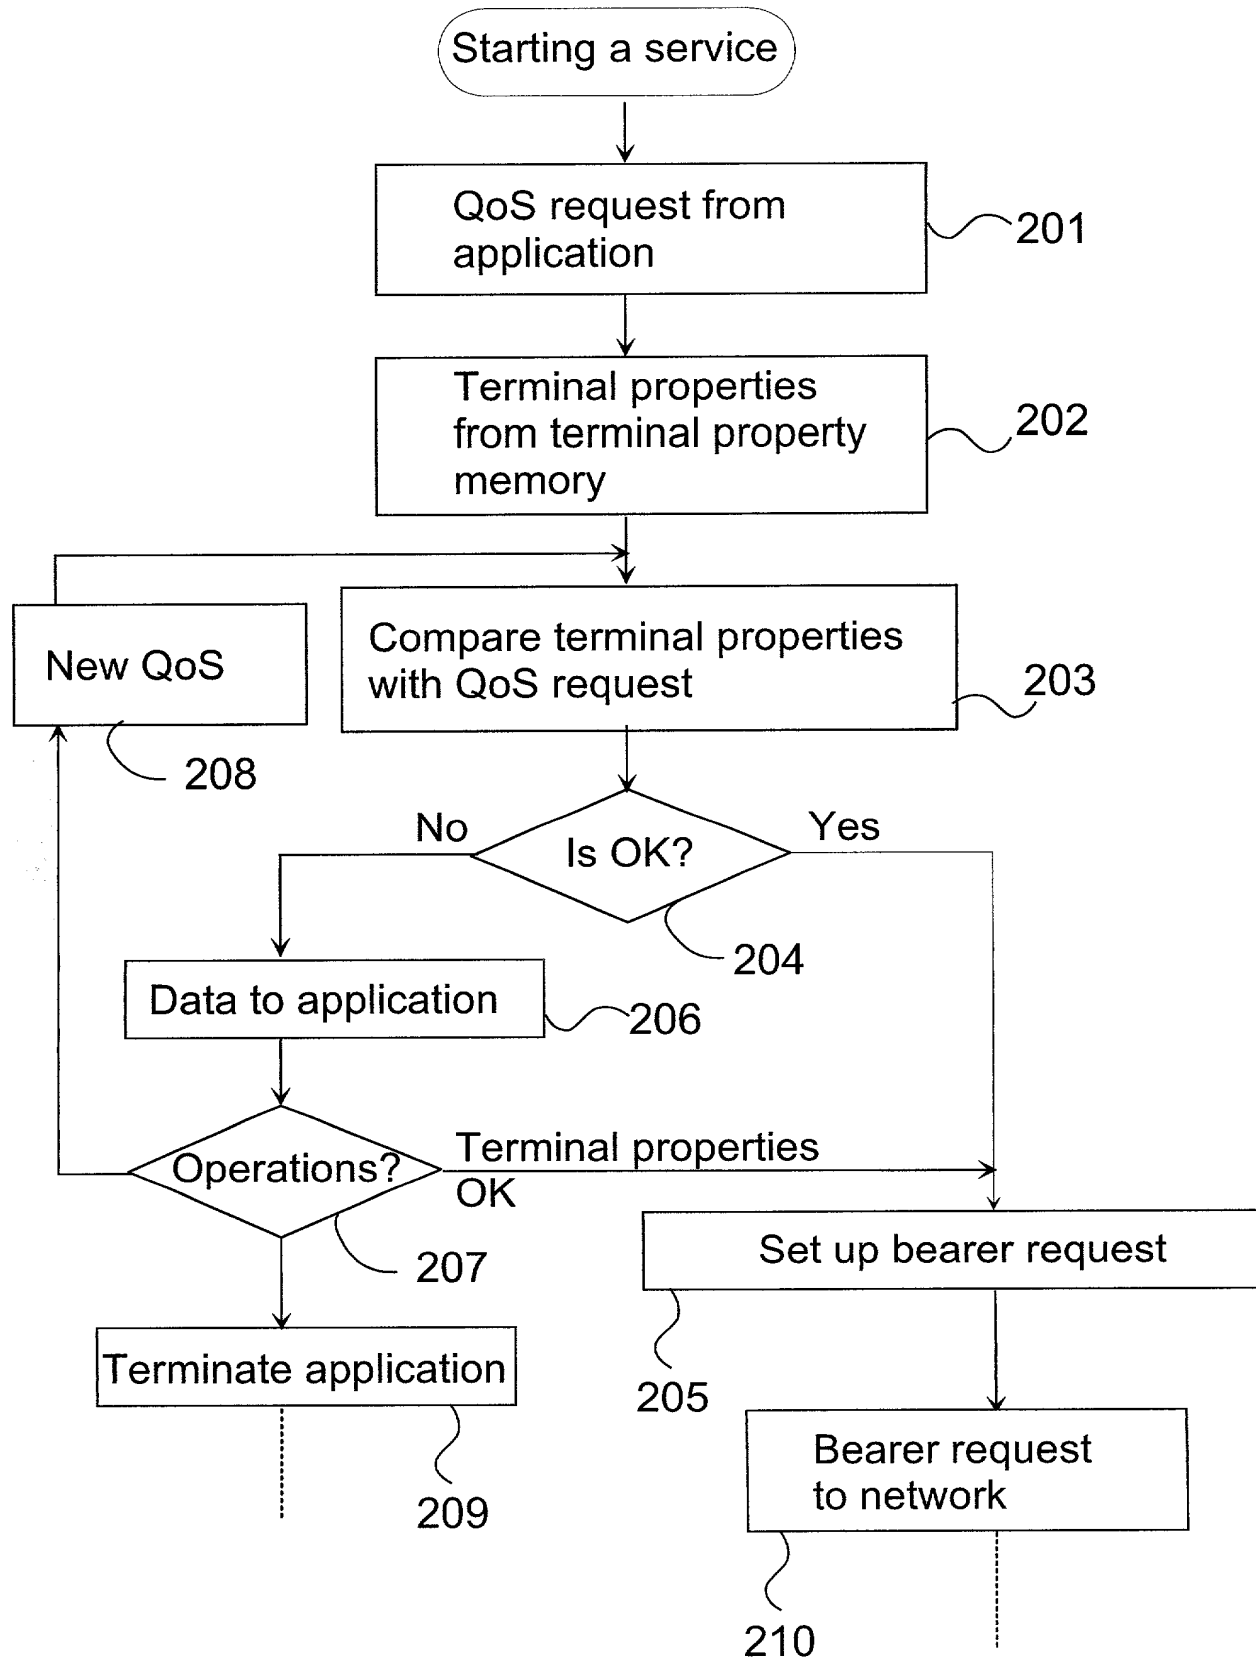 Starting a service
QoS request from
application
201
Terminal properties
from terminal property
memory
202
New QoS
208
Compare terminal properties
with QoS request
203
No
Is OK?
Yes
204
Data to application
206
Operations?
207
Terminal properties
OK
Set up bearer request
205
Terminate application
209
Bearer request
to network
210